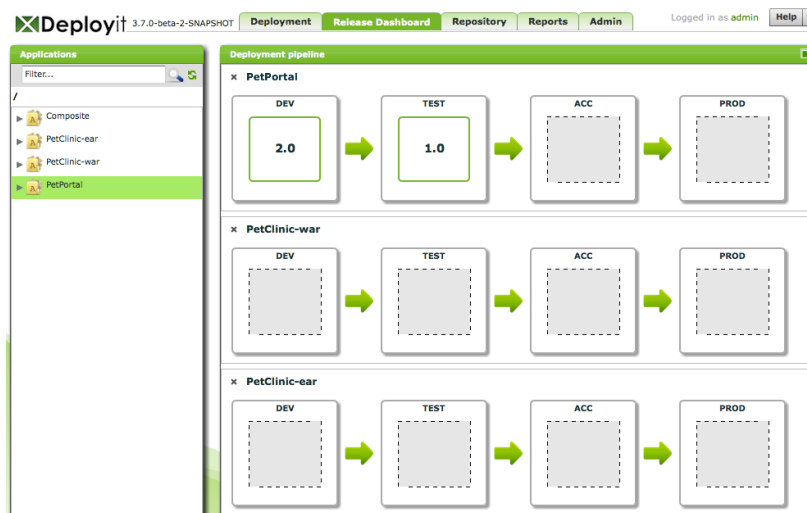 Deployit 3.7.0-beta-2-SNAPSHOT Deployment Release Dashboard Repository Reports Admin Logged in as admin Help
Applications
Filter...
/
Composite
PetClinic-ear
PetClinic-war
PetPortal
Deployment pipeline
PetPortal
DEV TEST ACC PROD
2.0 1.0
PetClinic-war
DEV TEST ACC PROD
PetClinic-ear
DEV TEST ACC PROD